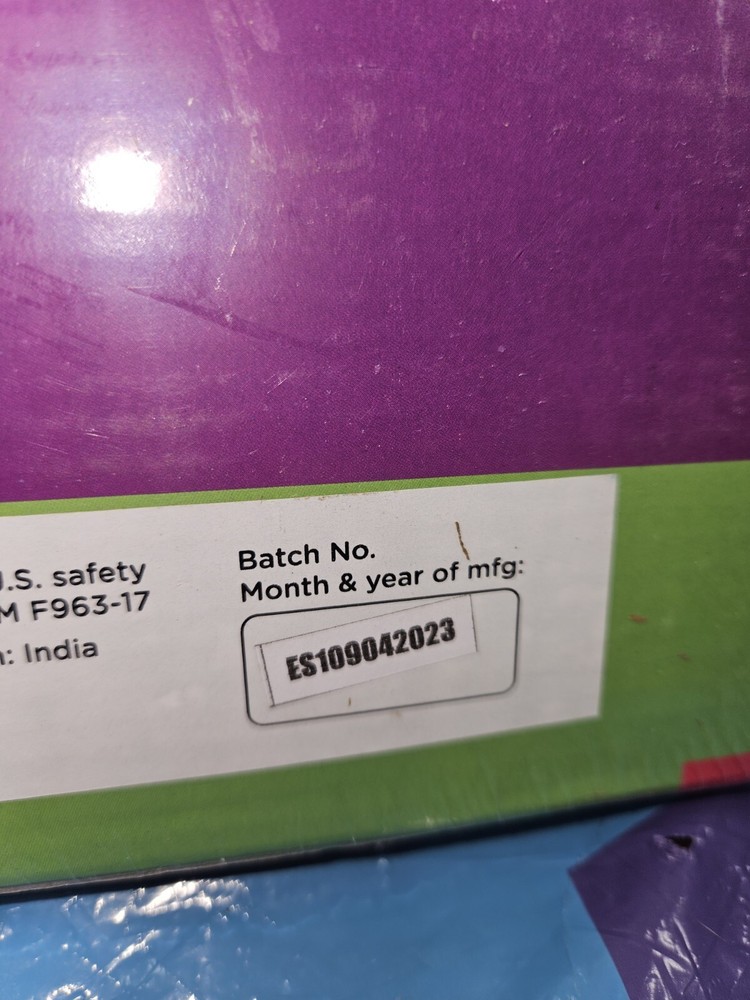 .S. safety
F963-17
: India
Batch No.
Month & year of mfg:
ES109042023